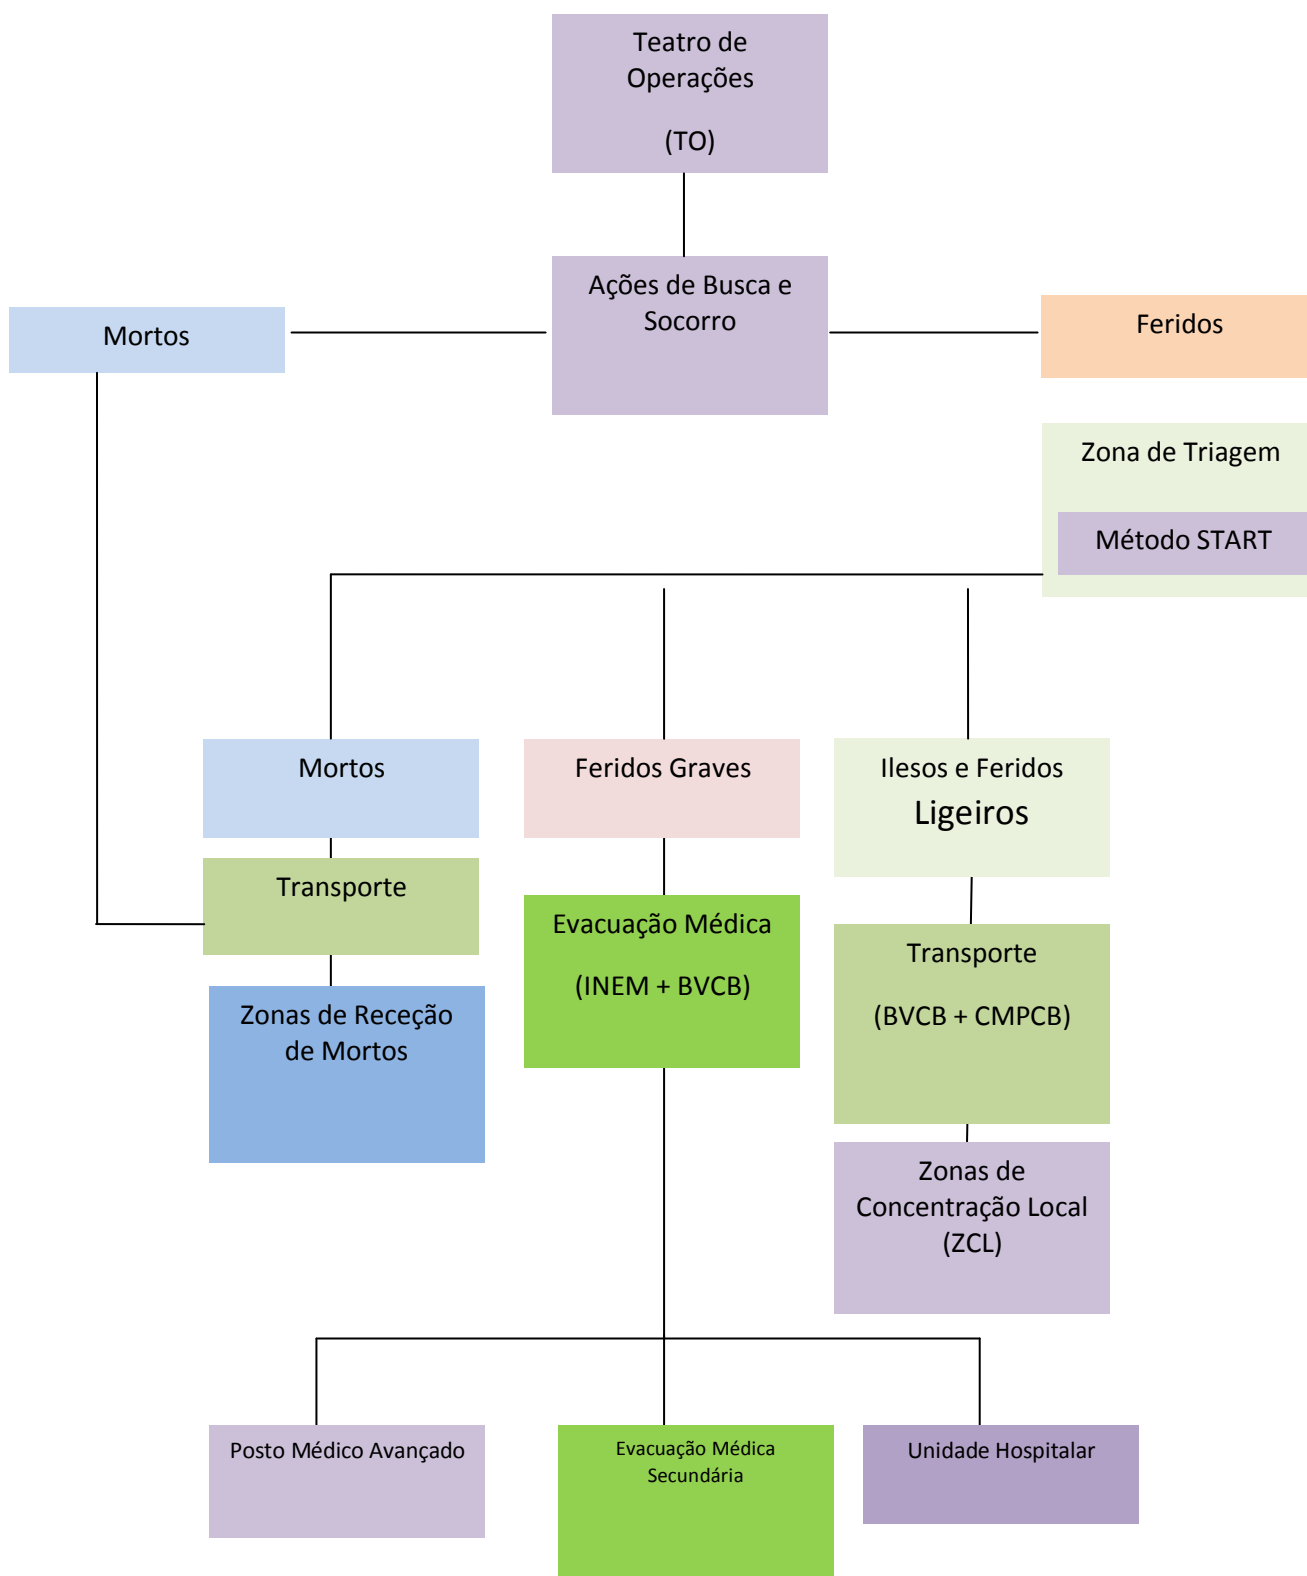 Teatro de
Operações
(TO)
Ações de Busca e
Socorro
Mortos
Feridos
Zona de Triagem
Método START
Mortos
Feridos Graves
Ilesos e Feridos
Ligeiros
Transporte
Evacuação Médica
(INEM + BVCB)
Transporte
(BVCB + CMPCB)
Zonas de Receção
de Mortos
Zonas de
Concentração Local
(ZCL)
Posto Médico Avançado
Evacuação Médica
Secundária
Unidade Hospitalar